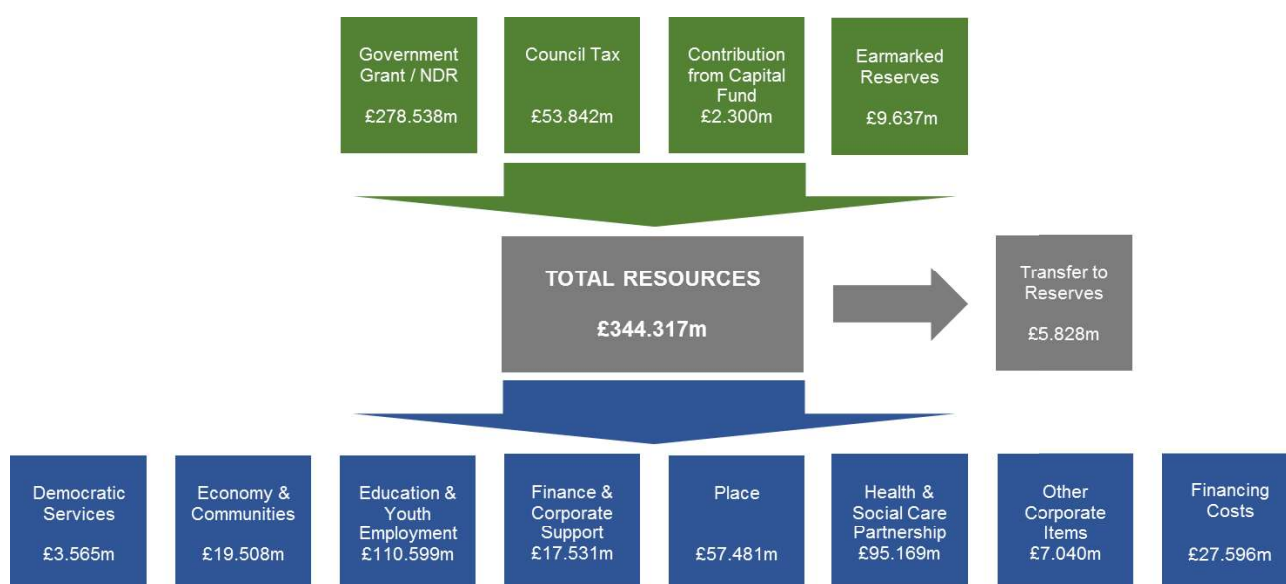 Government
Grant / NDR
£278.538m
Council Tax
£53.842m
Contribution
from Capital
Fund
£2.300m
Earmarked
Reserves
£9.637m
TOTAL RESOURCES
£344.317m
Transfer to
Reserves
£5.828m
Democratic
Services
£3.565m
Economy &
Communities
£19.508m
Education &
Youth
Employment
£110.599m
Finance &
Corporate
Support
£17.531m
Place
£57.481m
Health &
Social Care
Partnership
£95.169m
Other
Corporate
Items
£7.040m
Financing
Costs
£27.596m